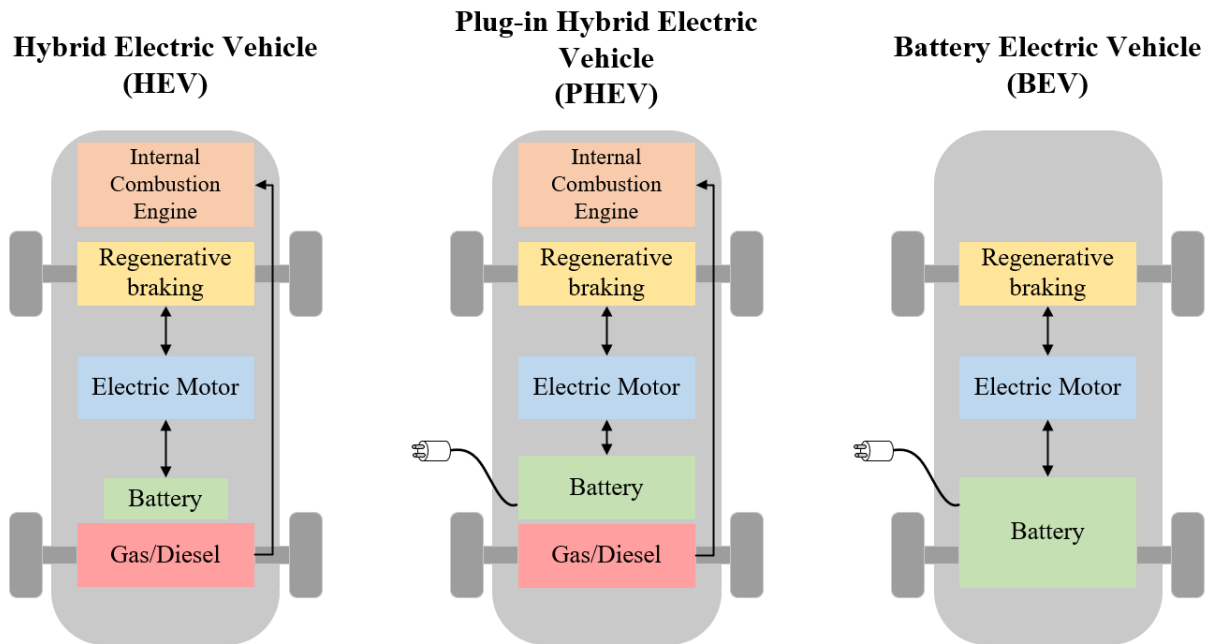 Hybrid Electric Vehicle
(HEV)
Internal
Combustion
Engine
Regenerative
braking
Electric Motor
Battery
Gas/Diesel
Plug-in Hybrid Electric
Vehicle
(PHEV)
Internal
Combustion
Engine
Regenerative
braking
Electric Motor
Battery
Gas/Diesel
Battery Electric Vehicle
(BEV)
Regenerative
braking
Electric Motor
Battery